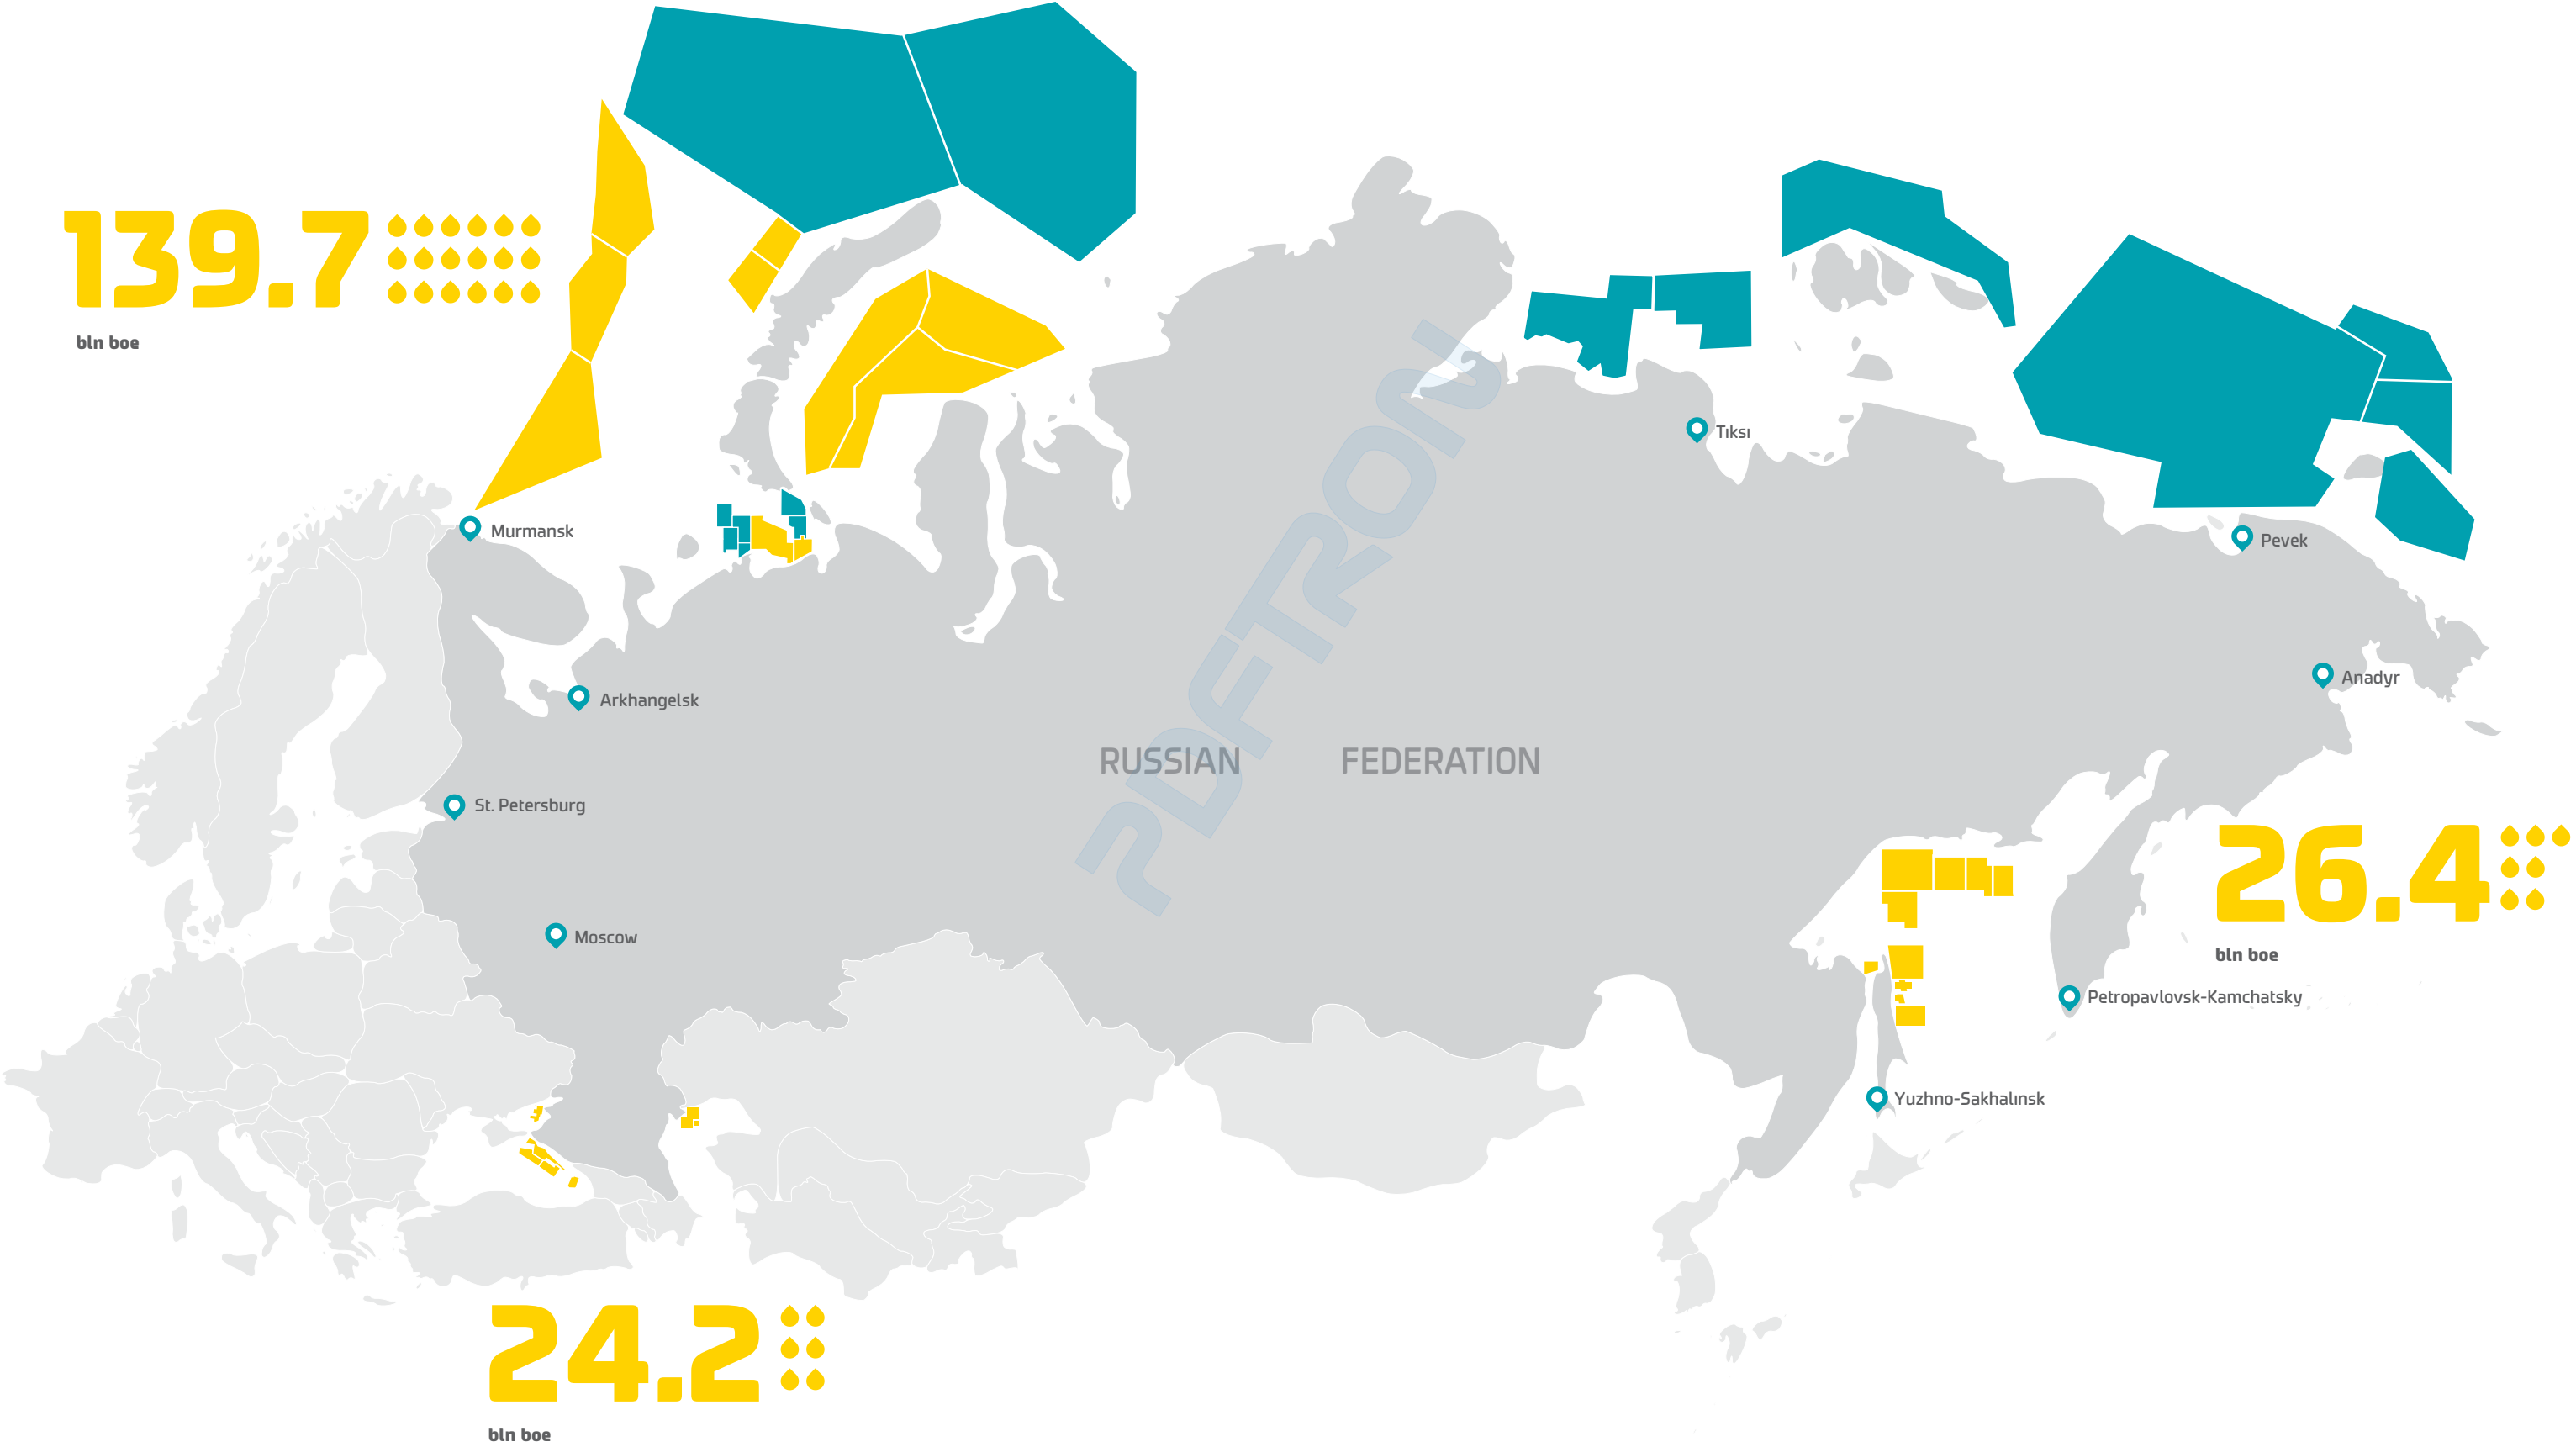 139.7
bln boe
Tiksi
Murmansk
Pevek
Anadyr
Arkhangelsk
RUSSIAN FEDERATION
St. Petersburg
26.4
bln boe
Moscow
Petropavlovsk-Kamchatsky
Yuzhno-Sakhalinsk
24.2
bln boe
PDFTRON